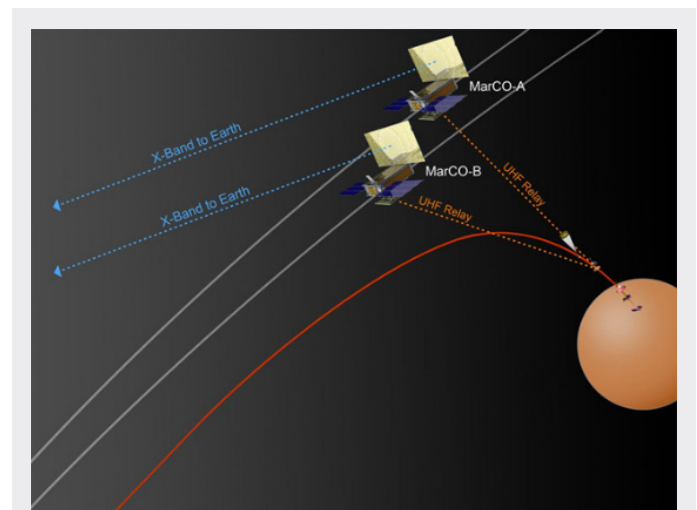 MarCO-A
X-Band to Earth
MarCO-B
UHF Relay
X-Band to Earth
UHF Relay